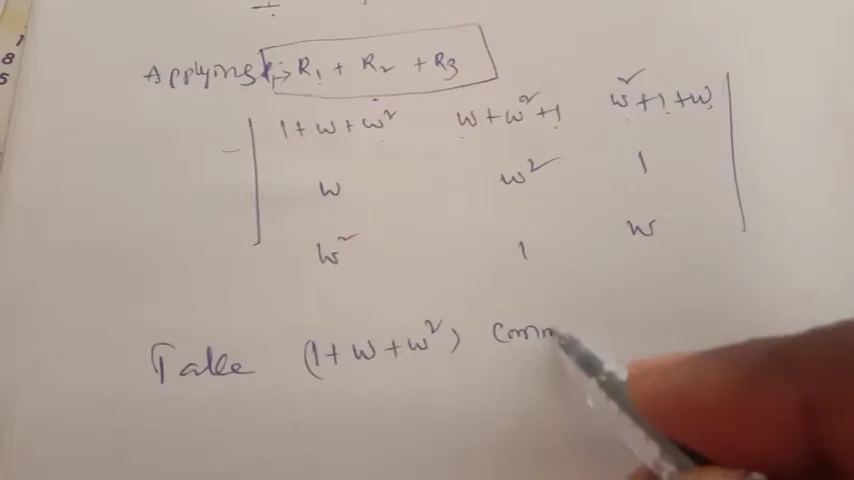 Applying R₁ → R₁ + R₂ + R₃
1+w+w² w+w²+1 w²+1+w
w w² 1
w² 1 w
Take (1+w+w²) comm